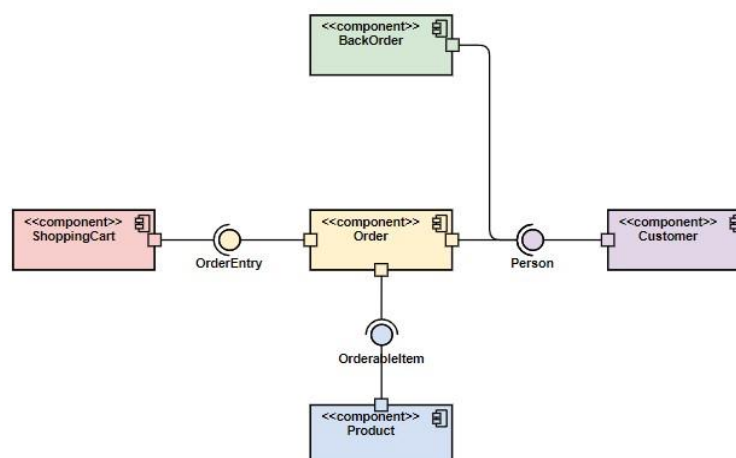 <<component>>
BackOrder
<<component>>
ShoppingCart
OrderEntry
<<component>>
Order
Person
<<component>>
Customer
OrderableItem
<<component>>
Product